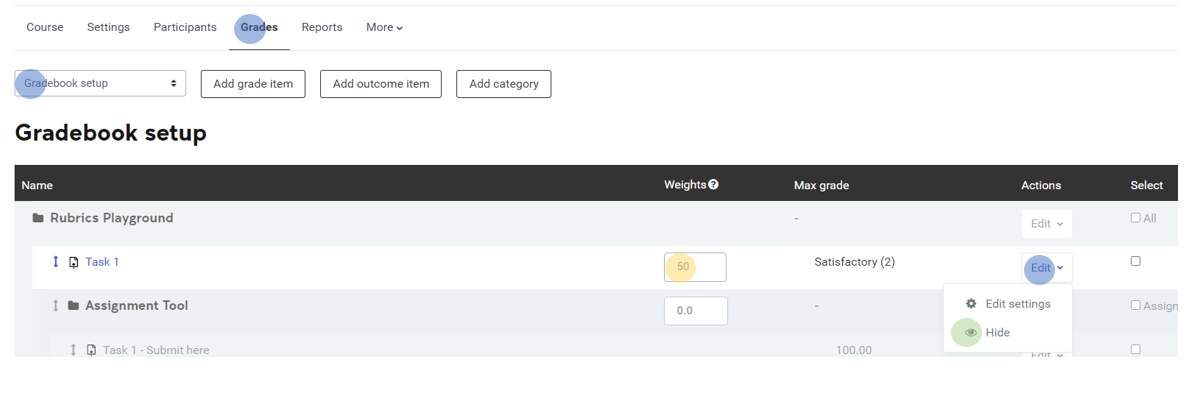 Course Settings Participants Grades Reports More
Gradebook setup Add grade item Add outcome item Add category
Gradebook setup
Name Weights Max grade Actions Select
Rubrics Playground - Edit All
Task 1 50 Satisfactory (2) Edit
Assignment Tool 0.0 - Assign
Edit settings
Hide
Task 1 - Submit here 100.00 Edit